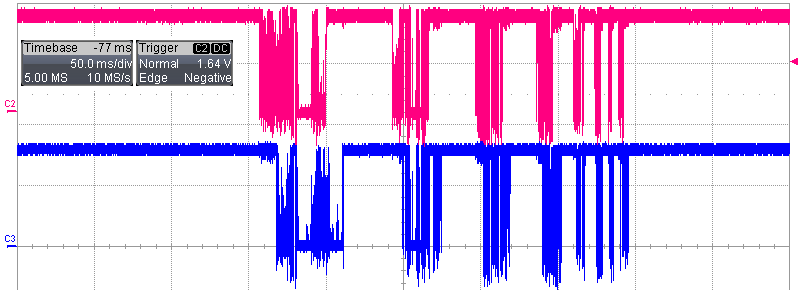 Timebase -77 ms
50.0 ms/div
5.00 MS 10 MS/s
Trigger C2 DC
Normal 1.64 V
Edge Negative
C2
C3